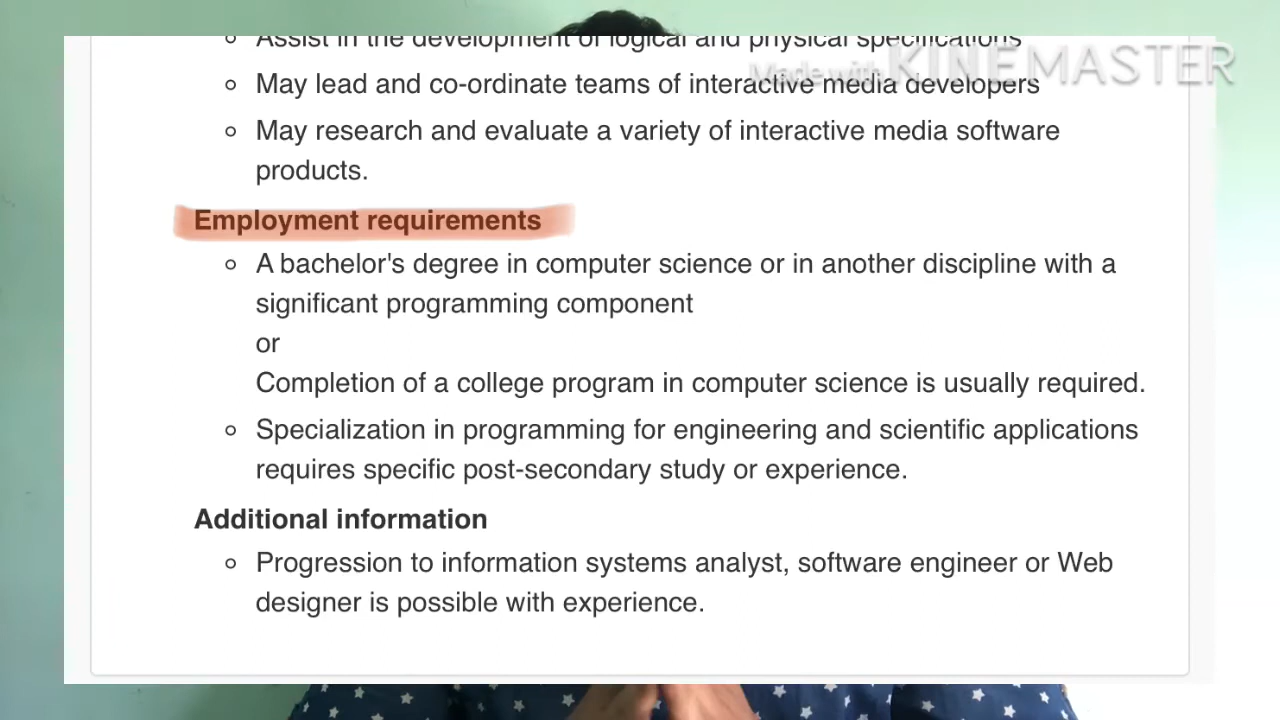 Assist in the development of logical and physical specifications
Made with KINEMASTER
May lead and co-ordinate teams of interactive media developers
May research and evaluate a variety of interactive media software
products.
Employment requirements
A bachelor's degree in computer science or in another discipline with a
significant programming component
or
Completion of a college program in computer science is usually required.
Specialization in programming for engineering and scientific applications
requires specific post-secondary study or experience.
Additional information
Progression to information systems analyst, software engineer or Web
designer is possible with experience.